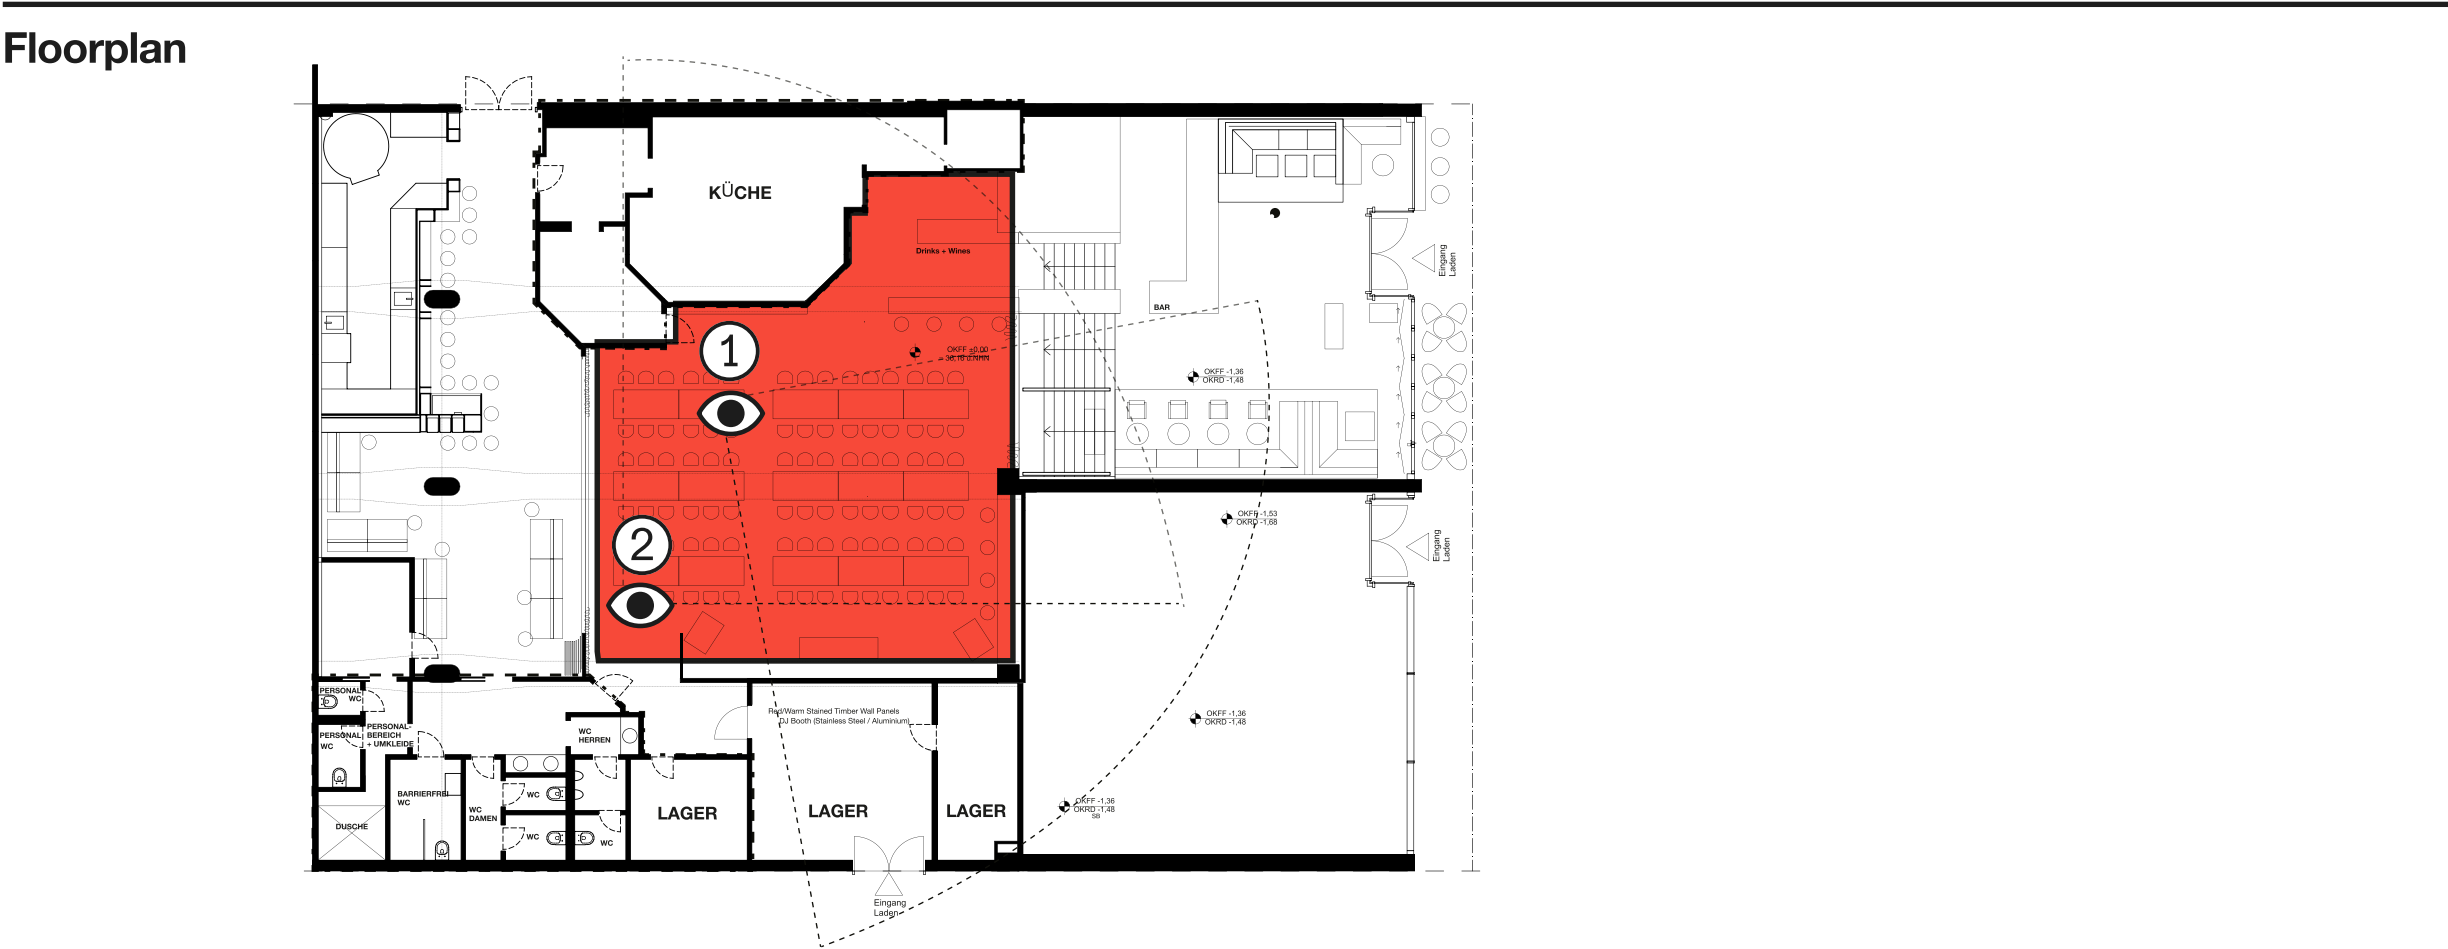 Floorplan
KÜCHE
Drinks + Wines
Eingang
Laden
BAR
1
OKFF ±0,00
OKFF -1,36
OKRD -1,48
2
OKFF -1,53
OKRD -1,68
Eingang
Laden
PERSONAL
WC
PERSONAL-
BEREICH
+ UMKLEIDE
PERSONAL
WC
WC
HERREN
Red/Warm Stained Timber Wall Panels
DJ Booth (Stainless Steel / Aluminium)
OKFF -1,36
OKRD -1,48
BARRIERFREI
WC
WC
WC
DAMEN
WC
WC
DUSCHE
LAGER
LAGER
LAGER
OKFF -1,36
OKRD -1,48
SB
Eingang
Laden